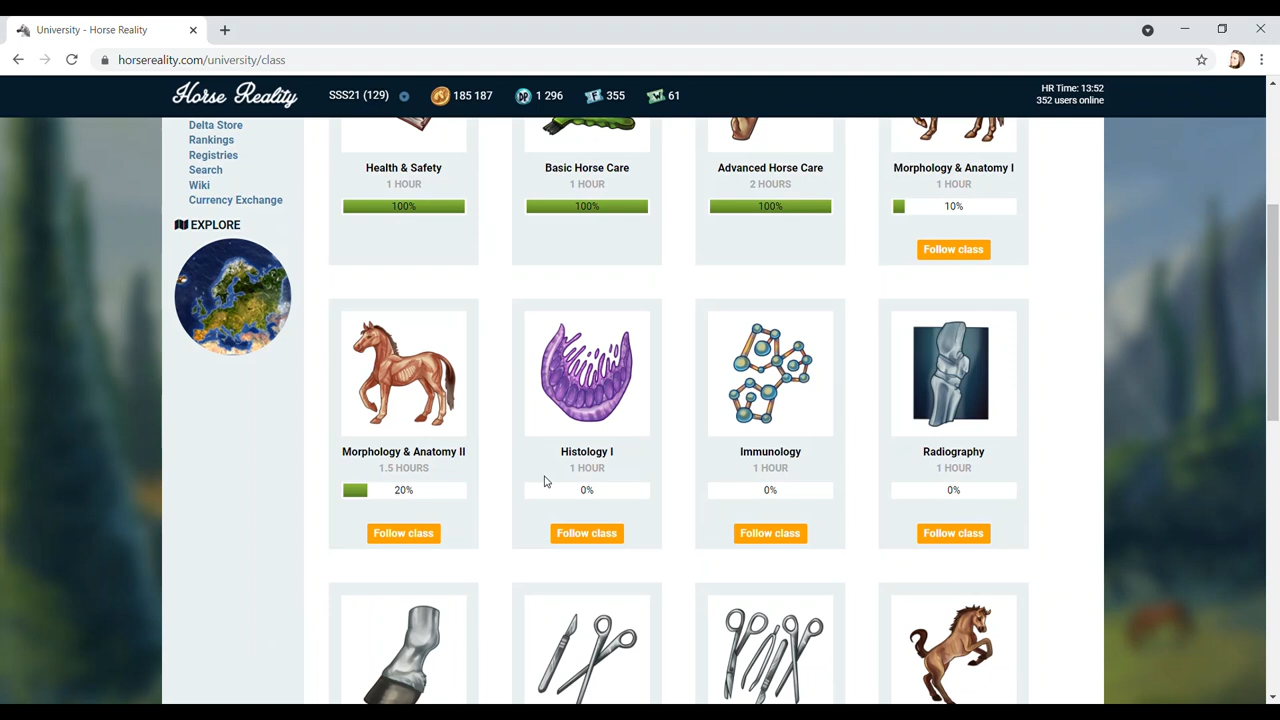 University - Horse Reality
horsereality.com/university/class
Horse Reality
SSS21 (129)
185 187
DP
1 296
F
355
W
61
HR Time: 13:52
352 users online
Delta Store
Rankings
Registries
Search
Wiki
Currency Exchange
EXPLORE
Health & Safety
1 HOUR
100%
Basic Horse Care
1 HOUR
100%
Advanced Horse Care
2 HOURS
100%
Morphology & Anatomy I
1 HOUR
10%
Follow class
Morphology & Anatomy II
1.5 HOURS
20%
Follow class
Histology I
1 HOUR
0%
Follow class
Immunology
1 HOUR
0%
Follow class
Radiography
1 HOUR
0%
Follow class